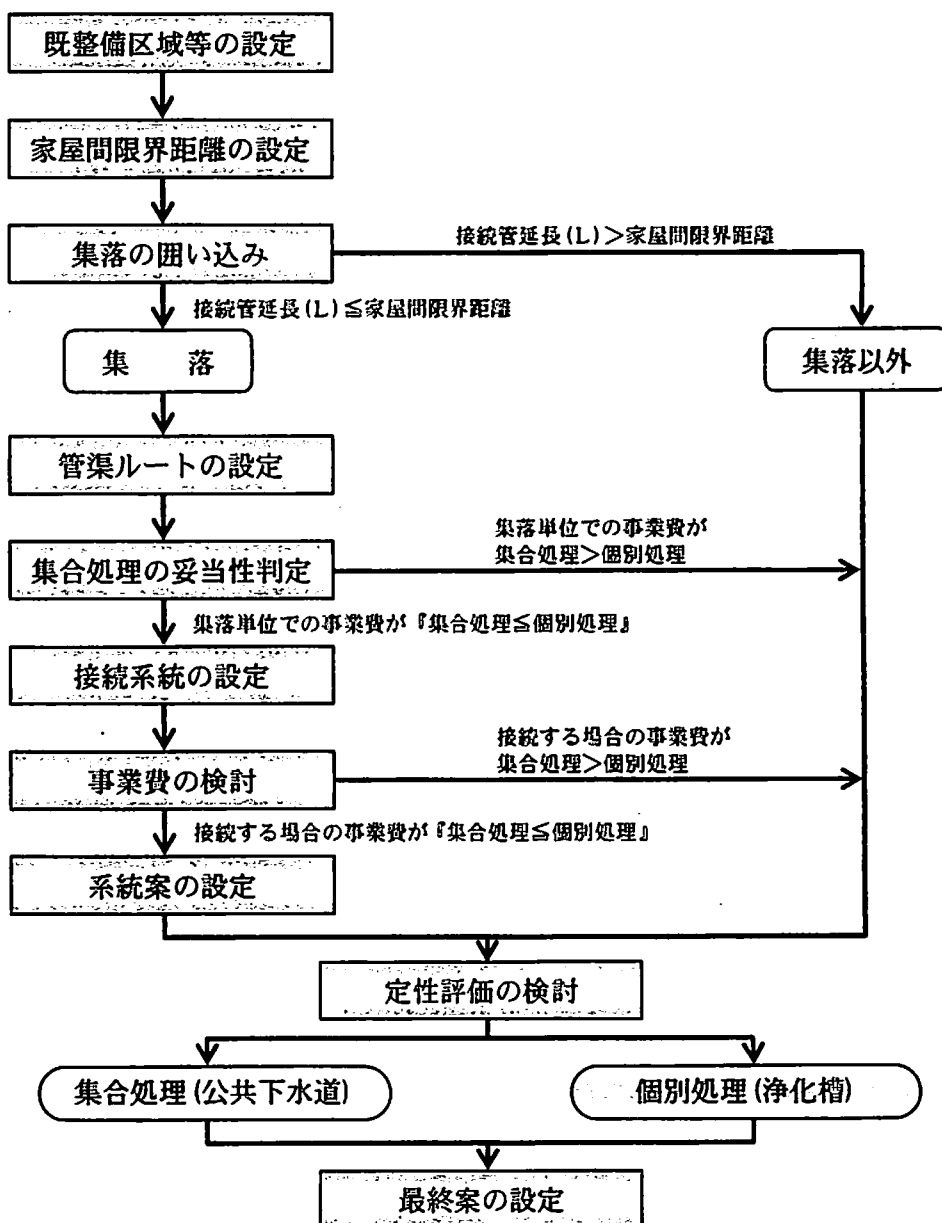 既整備区域等の設定
家屋間限界距離の設定
集落の囲い込み
接続管延長(L)>家屋間限界距離
接続管延長(L)≦家屋間限界距離
集 落
集落以外
管渠ルートの設定
集合処理の妥当性判定
集落単位での事業費が
集合処理>個別処理
集落単位での事業費が『集合処理≦個別処理』
接続系統の設定
事業費の検討
接続する場合の事業費が
集合処理>個別処理
接続する場合の事業費が『集合処理≦個別処理』
系統案の設定
定性評価の検討
集合処理(公共下水道)
個別処理(浄化槽)
最終案の設定